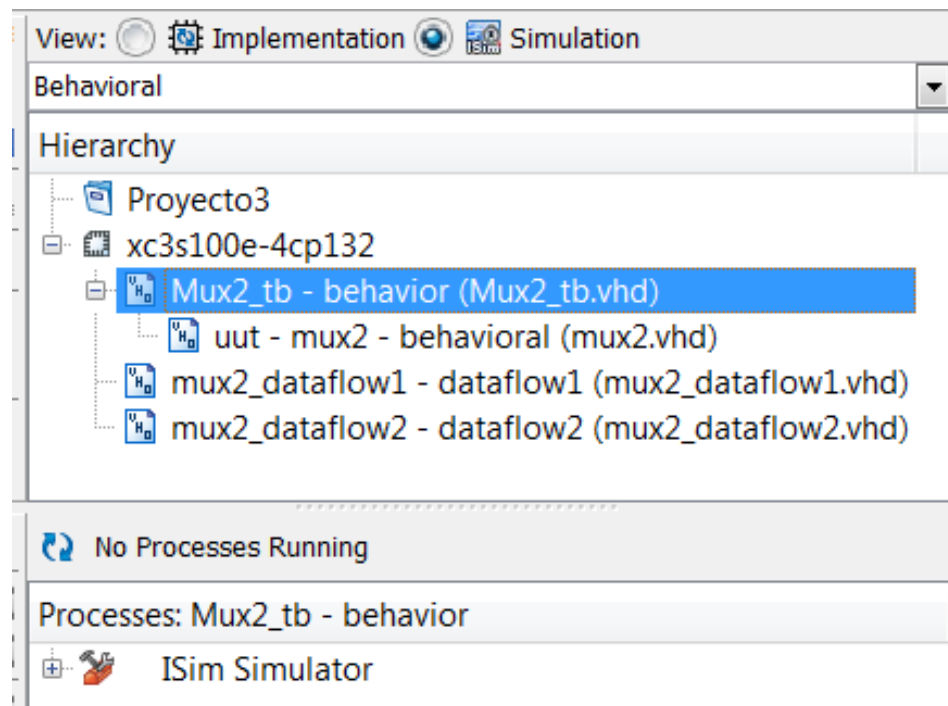 View: Implementation Simulation
Behavioral
Hierarchy
Proyecto3
xc3s100e-4cp132
Mux2_tb - behavior (Mux2_tb.vhd)
uut - mux2 - behavioral (mux2.vhd)
mux2_dataflow1 - dataflow1 (mux2_dataflow1.vhd)
mux2_dataflow2 - dataflow2 (mux2_dataflow2.vhd)
No Processes Running
Processes: Mux2_tb - behavior
ISim Simulator